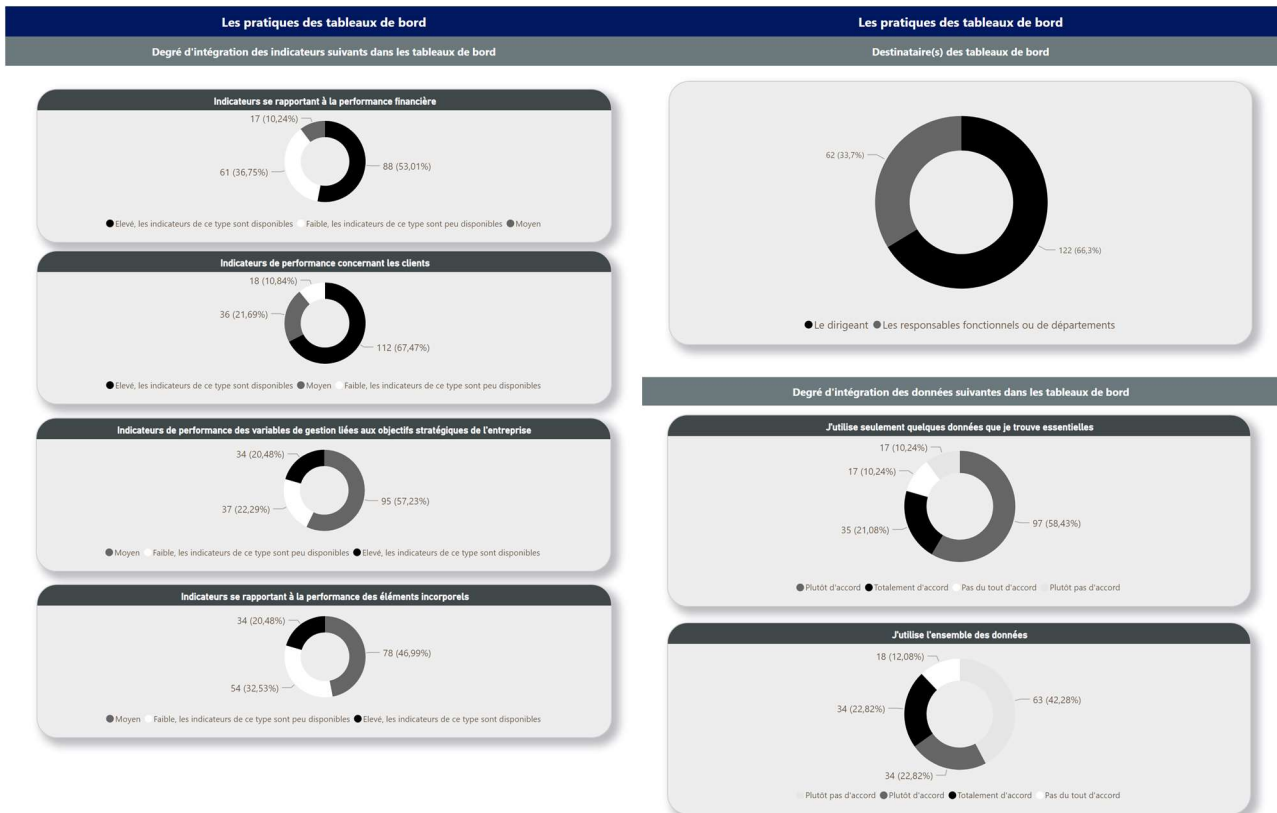 Les pratiques des tableaux de bord
Degré d'intégration des indicateurs suivants dans les tableaux de bord
Indicateurs se rapportant à la performance financière
17 (10,24%)
61 (36,75%)
88 (53,01%)
Elevé, les indicateurs de ce type sont disponibles Faible, les indicateurs de ce type sont peu disponibles Moyen
Indicateurs de performance concernant les clients
18 (10,84%)
36 (21,69%)
112 (67,47%)
Elevé, les indicateurs de ce type sont disponibles Moyen Faible, les indicateurs de ce type sont peu disponibles
Indicateurs de performance des variables de gestion liées aux objectifs stratégiques de l'entreprise
34 (20,48%)
37 (22,29%)
95 (57,23%)
Moyen Faible, les indicateurs de ce type sont peu disponibles Elevé, les indicateurs de ce type sont disponibles
Indicateurs se rapportant à la performance des éléments incorporels
34 (20,48%)
78 (46,99%)
54 (32,53%)
Moyen Faible, les indicateurs de ce type sont peu disponibles Elevé, les indicateurs de ce type sont disponibles
Les pratiques des tableaux de bord
Destinataire(s) des tableaux de bord
62 (33,7%)
122 (66,3%)
Le dirigeant Les responsables fonctionnels ou de départements
Degré d'intégration des données suivantes dans les tableaux de bord
J'utilise seulement quelques données que je trouve essentielles
17 (10,24%)
17 (10,24%)
35 (21,08%)
97 (58,43%)
Plutôt d'accord Totalement d'accord Pas du tout d'accord Plutôt pas d'accord
J'utilise l'ensemble des données
18 (12,08%)
63 (42,28%)
34 (22,82%)
34 (22,82%)
Plutôt pas d'accord Plutôt d'accord Totalement d'accord Pas du tout d'accord